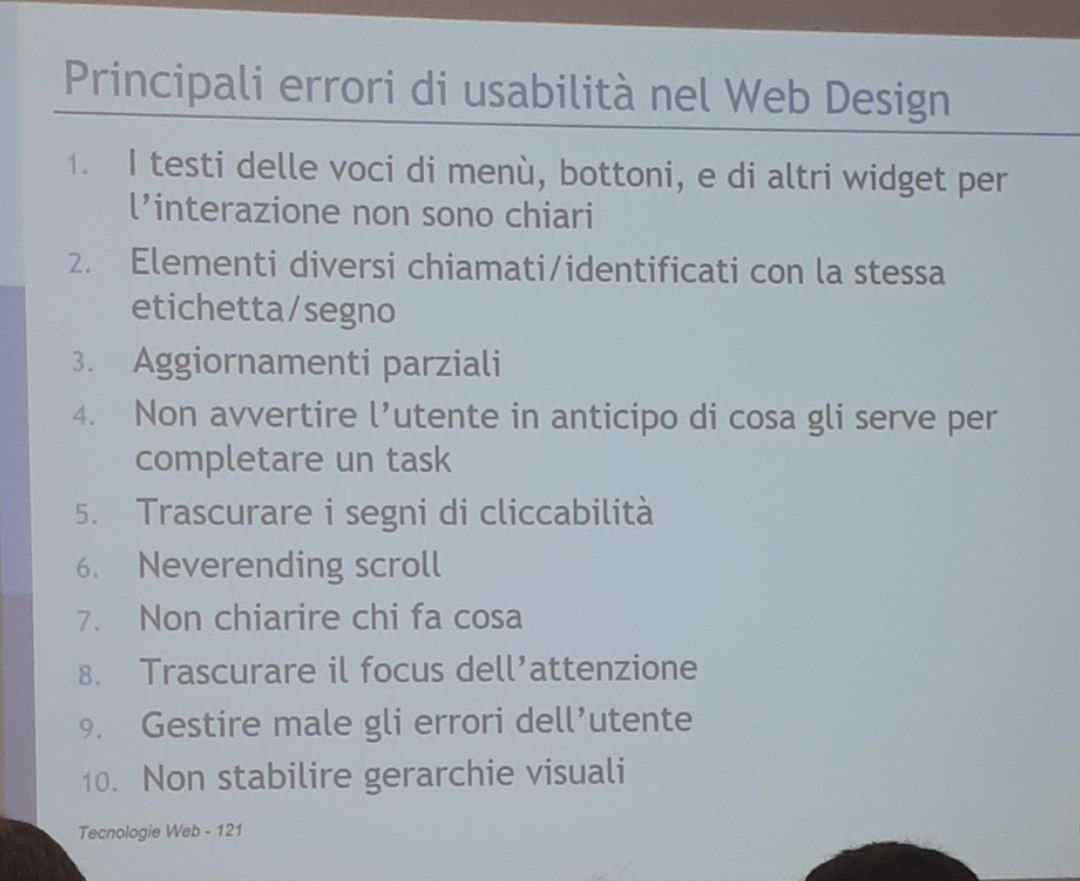 Principali errori di usabilità nel Web Design
1. I testi delle voci di menù, bottoni, e di altri widget per
l'interazione non sono chiari
2. Elementi diversi chiamati/identificati con la stessa
etichetta/segno
3. Aggiornamenti parziali
4. Non avvertire l'utente in anticipo di cosa gli serve per
completare un task
5. Trascurare i segni di cliccabilità
6. Neverending scroll
7. Non chiarire chi fa cosa
8. Trascurare il focus dell'attenzione
9. Gestire male gli errori dell'utente
10. Non stabilire gerarchie visuali
Tecnologie Web - 121